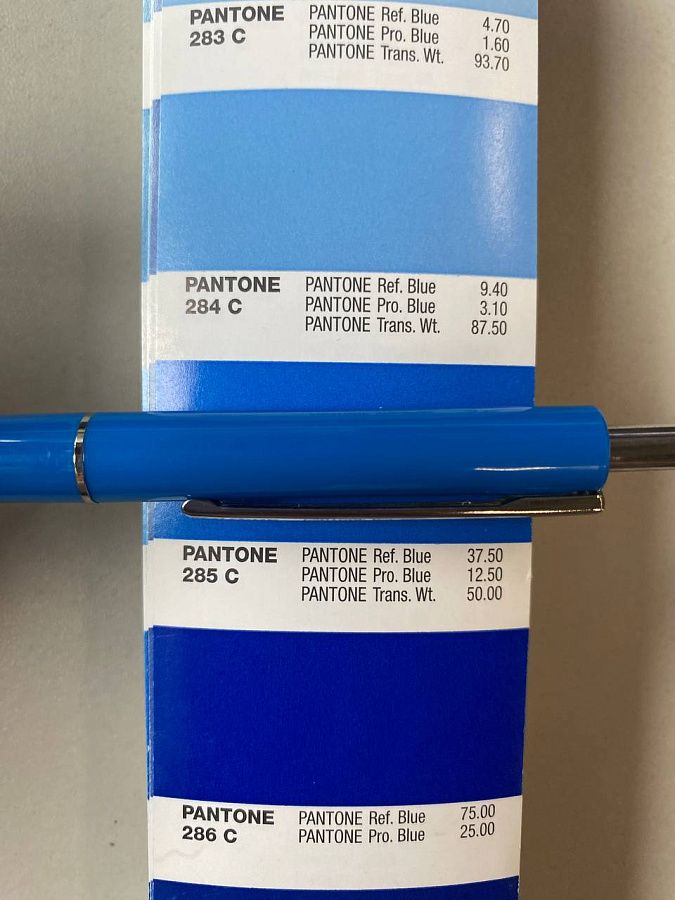 PANTONE PANTONE Ref. Blue 4.70
283 C PANTONE Pro. Blue 1.60
PANTONE Trans. Wt. 93.70
PANTONE PANTONE Ref. Blue 9.40
284 C PANTONE Pro. Blue 3.10
PANTONE Trans. Wt. 87.50
PANTONE PANTONE Ref. Blue 37.50
285 C PANTONE Pro. Blue 12.50
PANTONE Trans. Wt. 50.00
PANTONE PANTONE Ref. Blue 75.00
286 C PANTONE Pro. Blue 25.00